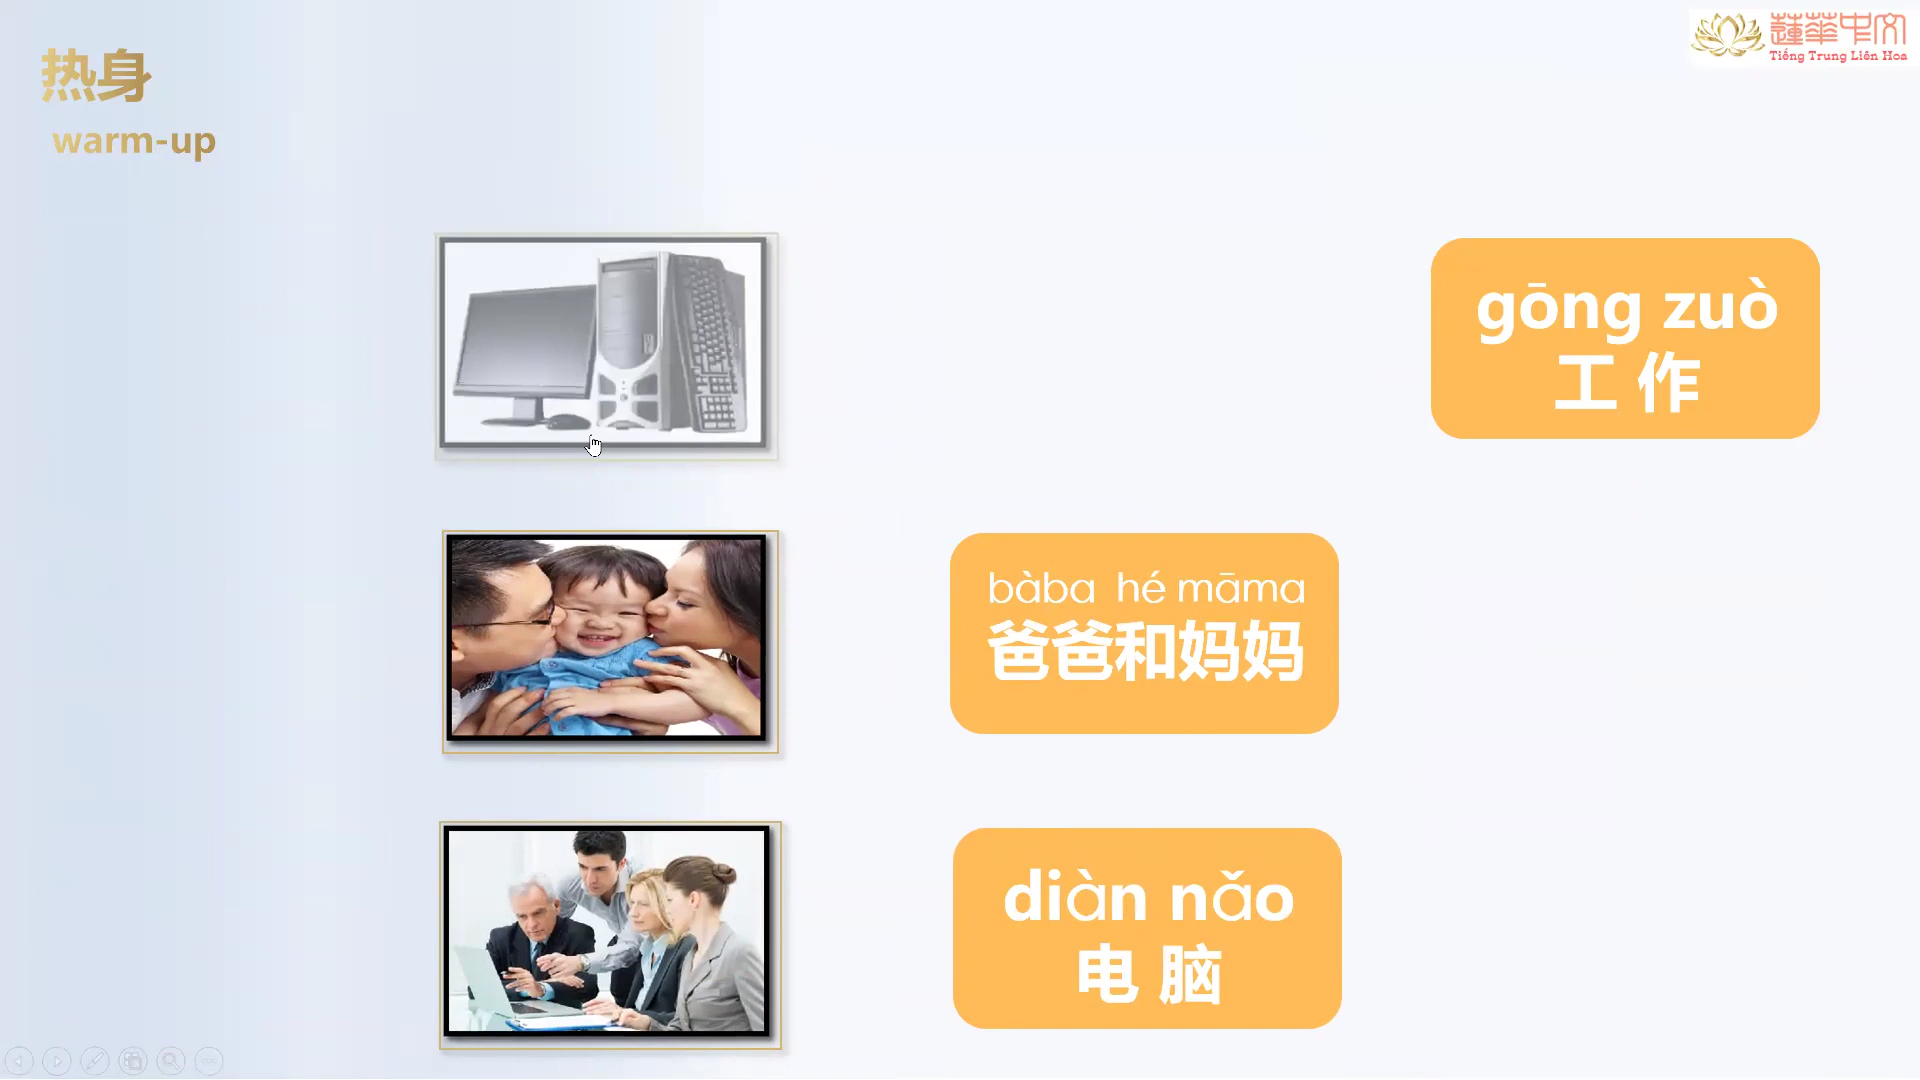 热身
warm-up
蓮華中文
Tiếng Trung Liên Hoa
gōng zuò
工 作
bàba hé māma
爸爸和妈妈
diàn nǎo
电 脑